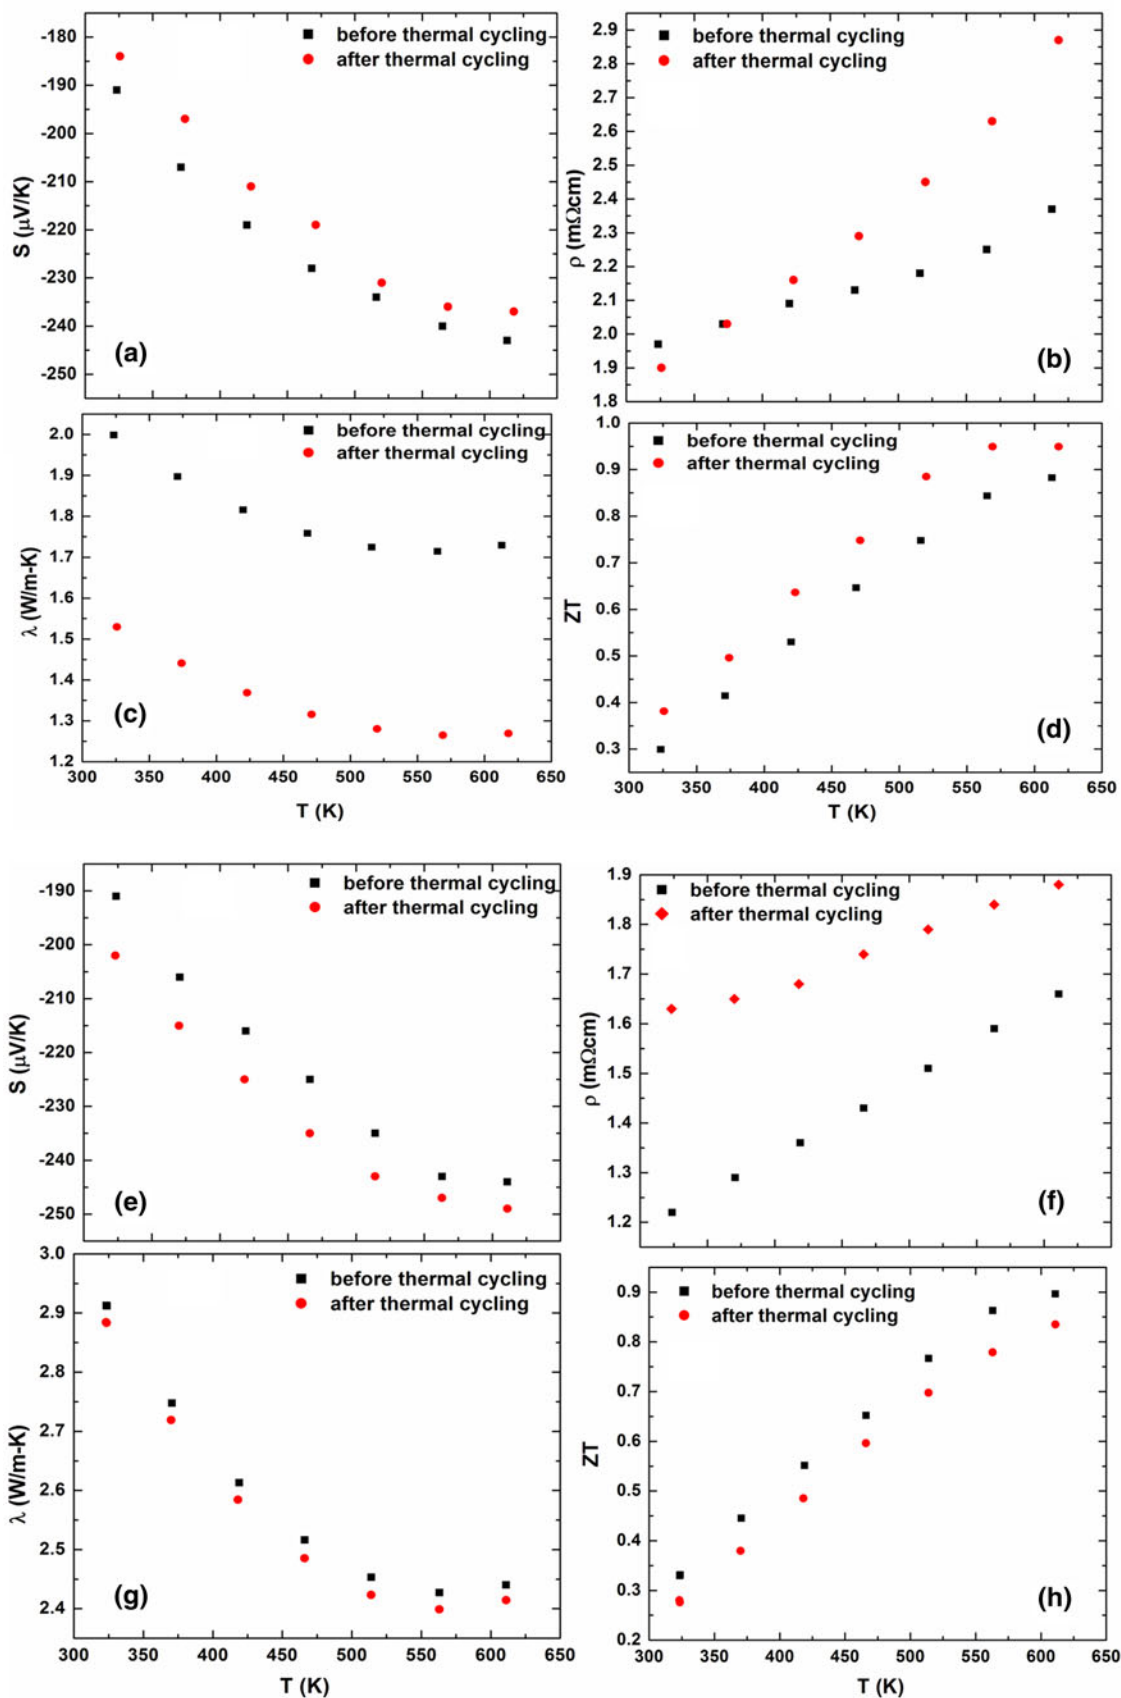 before thermal cycling
after thermal cycling
-180
-190
-200
-210
-220
-230
-240
-250
S (μV/K)
(a)
before thermal cycling
after thermal cycling
2.9
2.8
2.7
2.6
2.5
2.4
2.3
2.2
2.1
2.0
1.9
1.8
ρ (mΩcm)
(b)
before thermal cycling
after thermal cycling
2.0
1.9
1.8
1.7
1.6
1.5
1.4
1.3
1.2
λ (W/m-K)
(c)
300 350 400 450 500 550 600 650
T (K)
before thermal cycling
after thermal cycling
1.0
0.9
0.8
0.7
0.6
0.5
0.4
0.3
ZT
(d)
300 350 400 450 500 550 600 650
T (K)
before thermal cycling
after thermal cycling
-190
-200
-210
-220
-230
-240
-250
S (μV/K)
(e)
before thermal cycling
after thermal cycling
1.9
1.8
1.7
1.6
1.5
1.4
1.3
1.2
ρ (mΩcm)
(f)
before thermal cycling
after thermal cycling
3.0
2.9
2.8
2.7
2.6
2.5
2.4
λ (W/m-K)
(g)
300 350 400 450 500 550 600 650
T (K)
before thermal cycling
after thermal cycling
0.9
0.8
0.7
0.6
0.5
0.4
0.3
0.2
ZT
(h)
300 350 400 450 500 550 600 650
T (K)